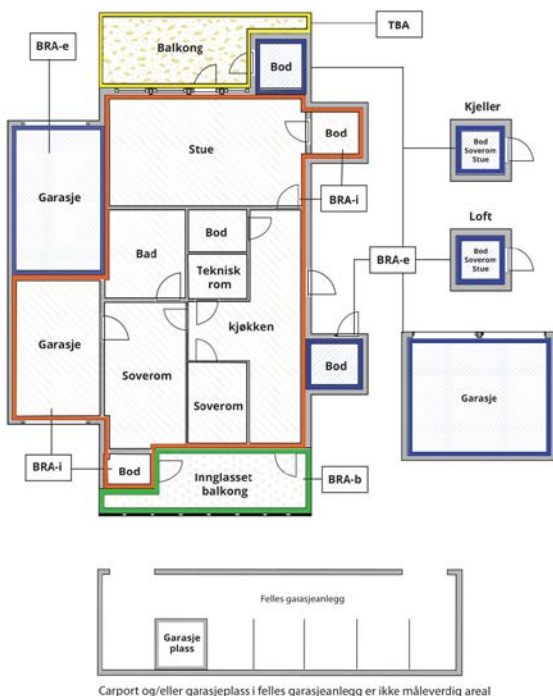 TBA
BRA-e
Balkong
Bod
Kjeller
Bod
Soverom
Stue
Stue
Bod
Garasje
BRA-i
Loft
Bod
Bad
Teknisk
rom
BRA-e
Bod
Soverom
Stue
Garasje
kjøkken
Soverom
Bod
Garasje
Soverom
BRA-i
Bod
Innglasset
balkong
BRA-b
Felles garasjeanlegg
Garasje
plass
Carport og/eller garasjeplass i felles garasjeanlegg er ikke måleverdig areal